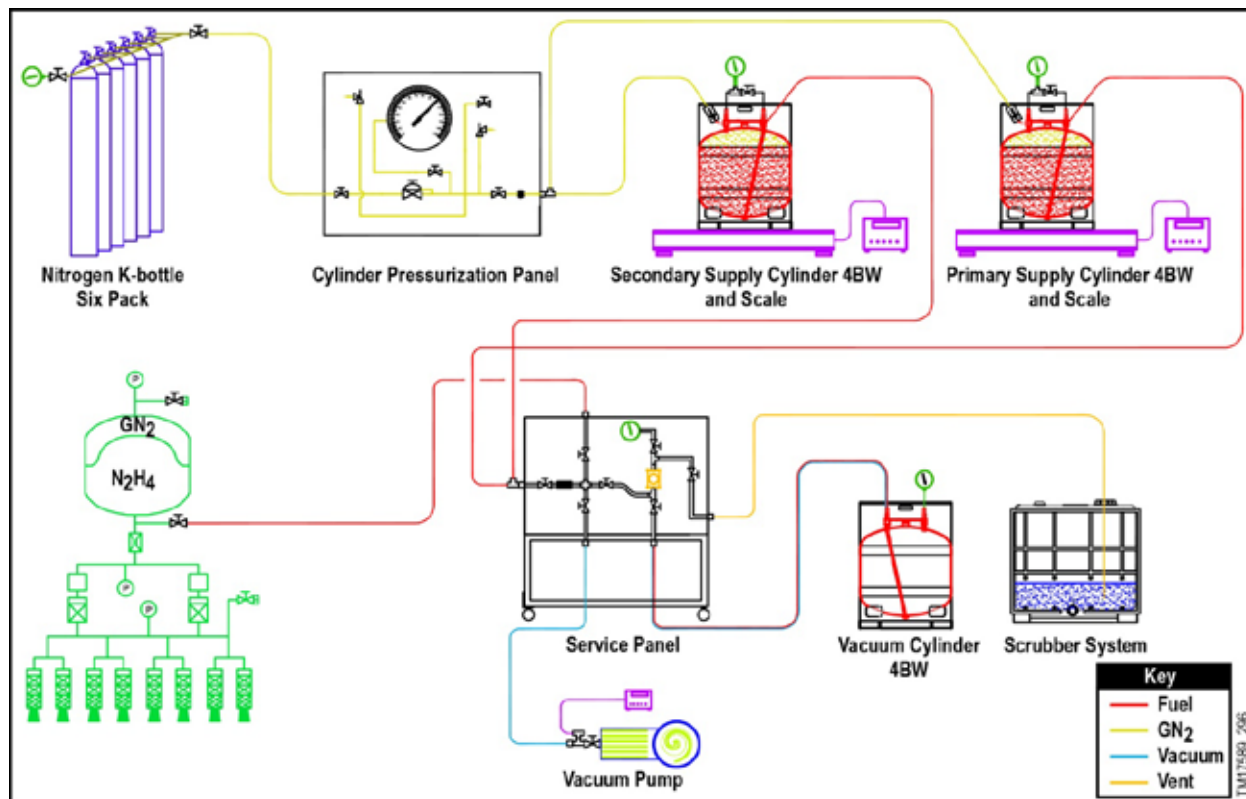 Nitrogen K-bottle
Six Pack
Cylinder Pressurization Panel
Secondary Supply Cylinder 4BW
and Scale
Primary Supply Cylinder 4BW
and Scale
P
GN2
N2H4
P
P
Service Panel
Vacuum Cylinder
4BW
Scrubber System
Vacuum Pump
Key
Fuel
GN2
Vacuum
Vent
TM17589_296